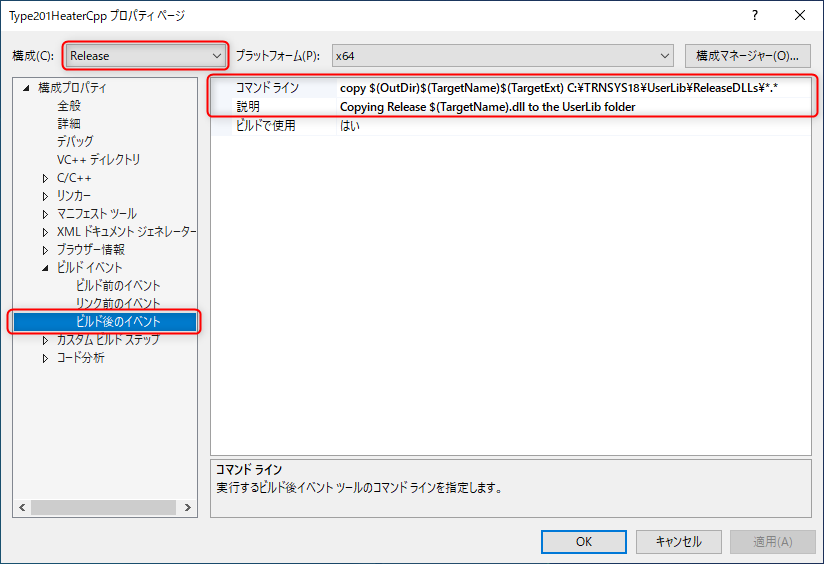 Type201HeaterCpp プロパティ ページ
構成(C):
Release
プラットフォーム(P):
x64
構成マネージャー(O)...
構成プロパティ
全般
詳細
デバッグ
VC++ ディレクトリ
C/C++
リンカー
マニフェスト ツール
XML ドキュメント ジェネレーター
ブラウザー情報
ビルド イベント
ビルド前のイベント
リンク前のイベント
ビルド後のイベント
カスタム ビルド ステップ
コード分析
コマンド ライン copy $(OutDir)$(TargetName)$(TargetExt) C:¥TRNSYS18¥UserLib¥ReleaseDLLs¥*.*
説明 Copying Release $(TargetName).dll to the UserLib folder
ビルドで使用 はい
コマンド ライン
実行するビルド後イベント ツールのコマンド ラインを指定します。
OK
キャンセル
適用(A)